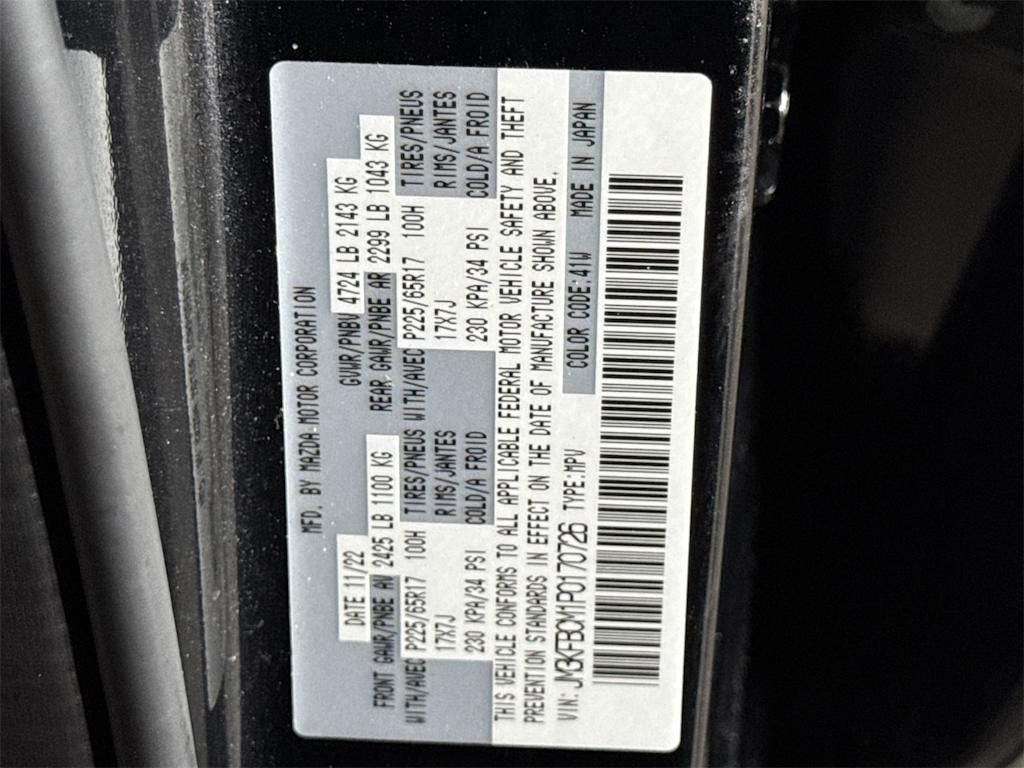 MFD. BY MAZDA MOTOR CORPORATION
DATE 11/22 GVWR/PNBV 4724 LB 2143 KG
FRONT GAWR/PNBE AV 2425 LB 1100 KG REAR GAWR/PNBE AR 2299 LB 1043 KG
WITH/AVEC P225/65R17 100H TIRES/PNEUS WITH/AVEC P225/65R17 100H TIRES/PNEUS
17X7J RIMS/JANTES 17X7J RIMS/JANTES
230 KPA/34 PSI COLD/A FROID 230 KPA/34 PSI COLD/A FROID
THIS VEHICLE CONFORMS TO ALL APPLICABLE FEDERAL MOTOR VEHICLE SAFETY AND THEFT
PREVENTION STANDARDS IN EFFECT ON THE DATE OF MANUFACTURE SHOWN ABOVE.
VIN: JM3KFBCM1P0170726 TYPE:MPV COLOR CODE:41W MADE IN JAPAN